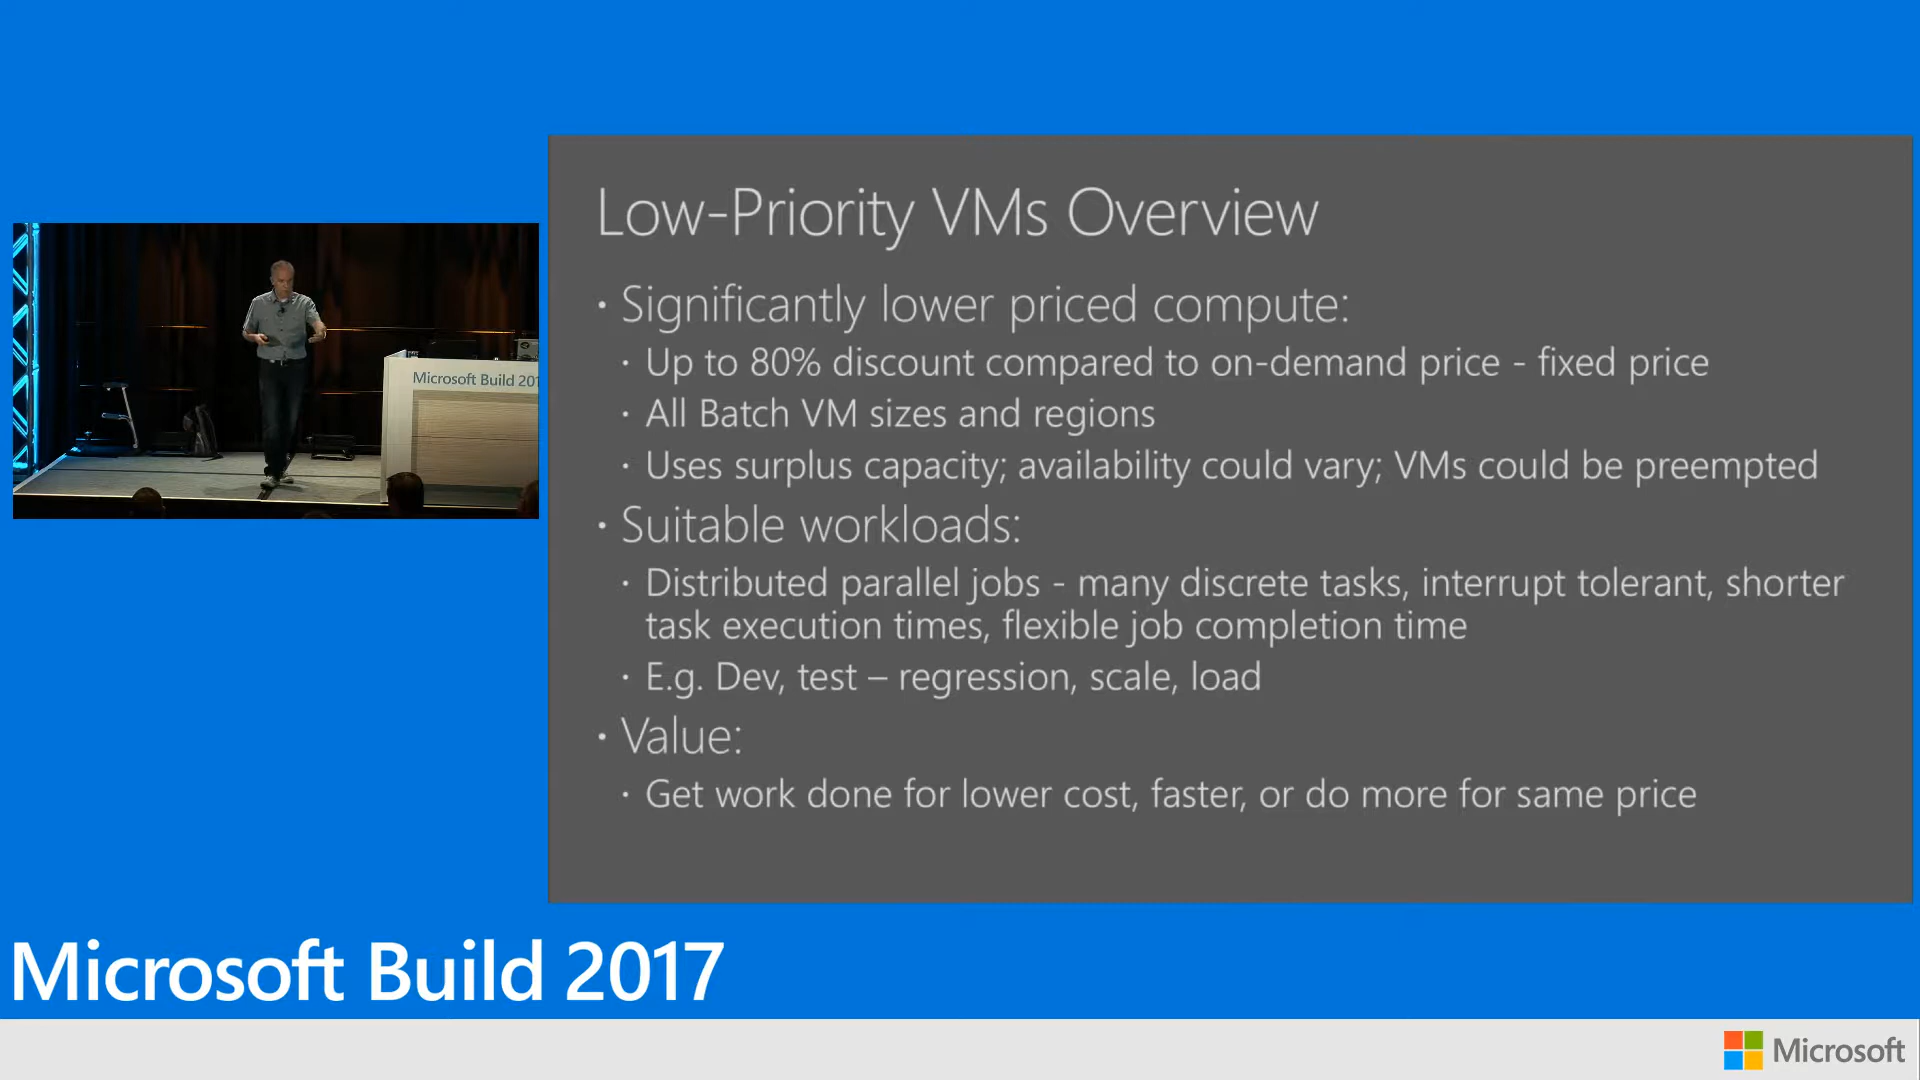 Low-Priority VMs Overview
· Significantly lower priced compute:
· Up to 80% discount compared to on-demand price - fixed price
· All Batch VM sizes and regions
· Uses surplus capacity; availability could vary; VMs could be preempted
· Suitable workloads:
· Distributed parallel jobs - many discrete tasks, interrupt tolerant, shorter
task execution times, flexible job completion time
· E.g. Dev, test – regression, scale, load
· Value:
· Get work done for lower cost, faster, or do more for same price
Microsoft Build 201
Microsoft Build 2017
Microsoft